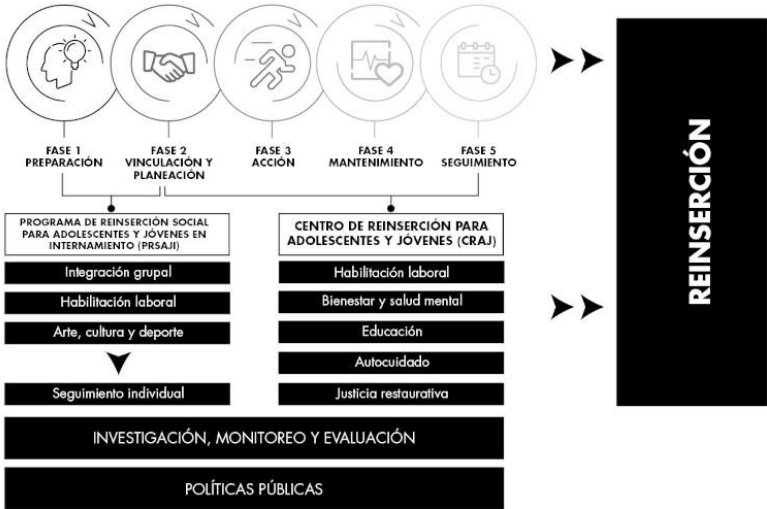 FASE 1
PREPARACIÓN
FASE 2
VINCULACIÓN Y
PLANEACIÓN
FASE 3
ACCIÓN
FASE 4
MANTENIMIENTO
FASE 5
SEGUIMIENTO
PROGRAMA DE REINSERCIÓN SOCIAL
PARA ADOLESCENTES Y JÓVENES EN
INTERNAMIENTO (PRSAJI)
Integración grupal
Habilitación laboral
Arte, cultura y deporte
Seguimiento individual
CENTRO DE REINSERCIÓN PARA
ADOLESCENTES Y JÓVENES (CRAJ)
Habilitación laboral
Bienestar y salud mental
Educación
Autocuidado
Justicia restaurativa
INVESTIGACIÓN, MONITOREO Y EVALUACIÓN
POLÍTICAS PÚBLICAS
REINSERCIÓN